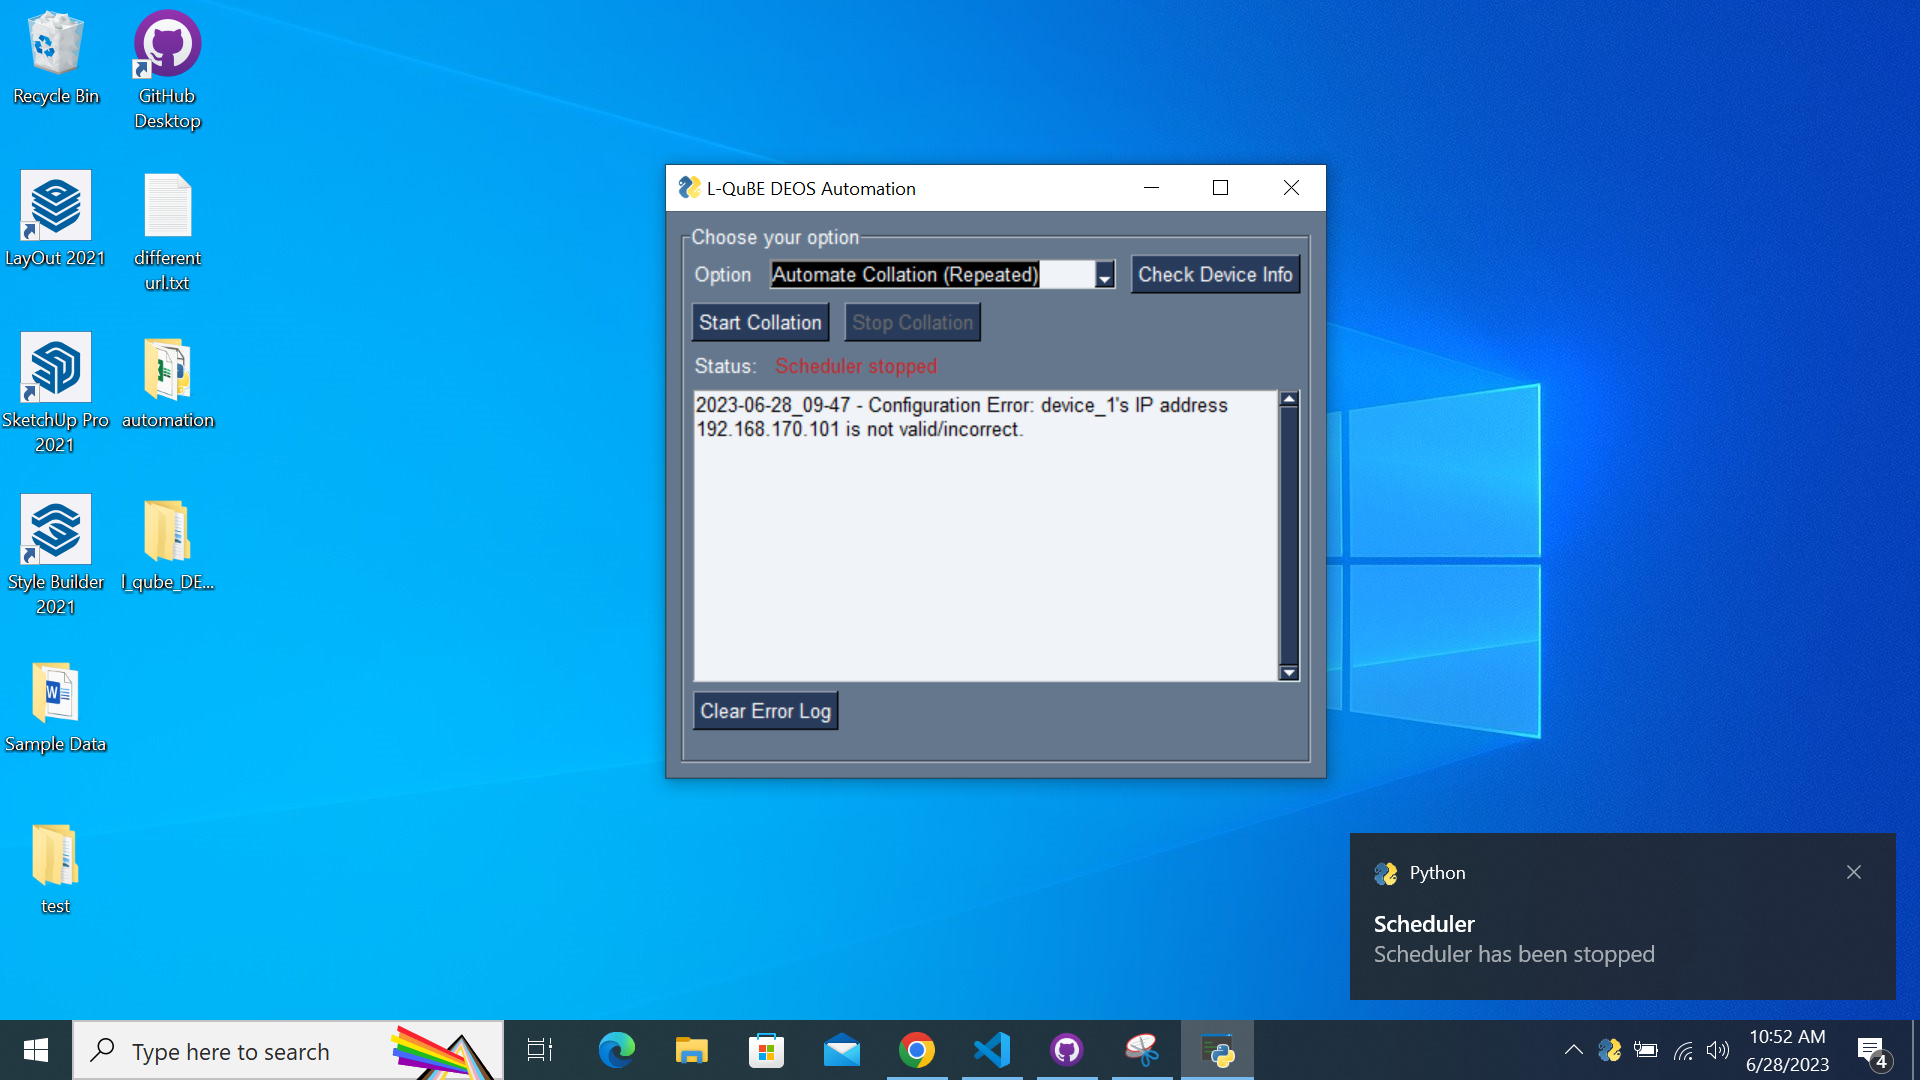 Recycle Bin
GitHub
Desktop
LayOut 2021
different
url.txt
SketchUp Pro
2021
automation
Style Builder
2021
l_qube_DE...
Sample Data
test
L-QuBE DEOS Automation
Choose your option
Option
Automate Collation (Repeated)
Check Device Info
Start Collation
Stop Collation
Status:
Scheduler stopped
2023-06-28_09-47 - Configuration Error: device_1's IP address
192.168.170.101 is not valid/incorrect.
Clear Error Log
Python
Scheduler
Scheduler has been stopped
Type here to search
10:52 AM
6/28/2023
4